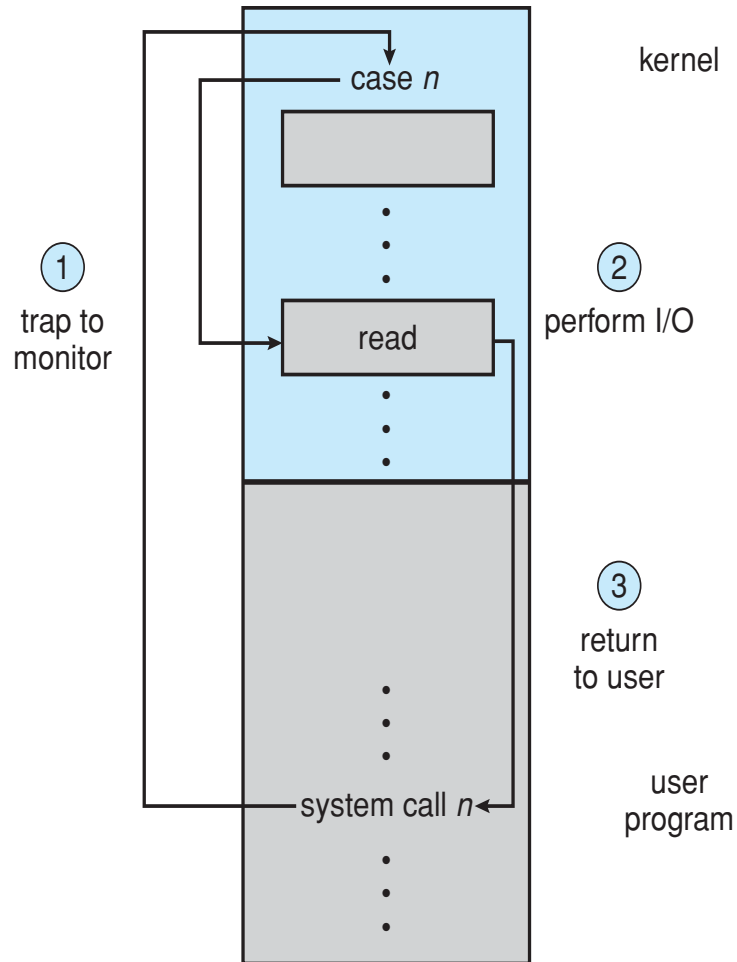 kernel
case n
1
trap to
monitor
2
perform I/O
read
3
return
to user
system call n
user
program